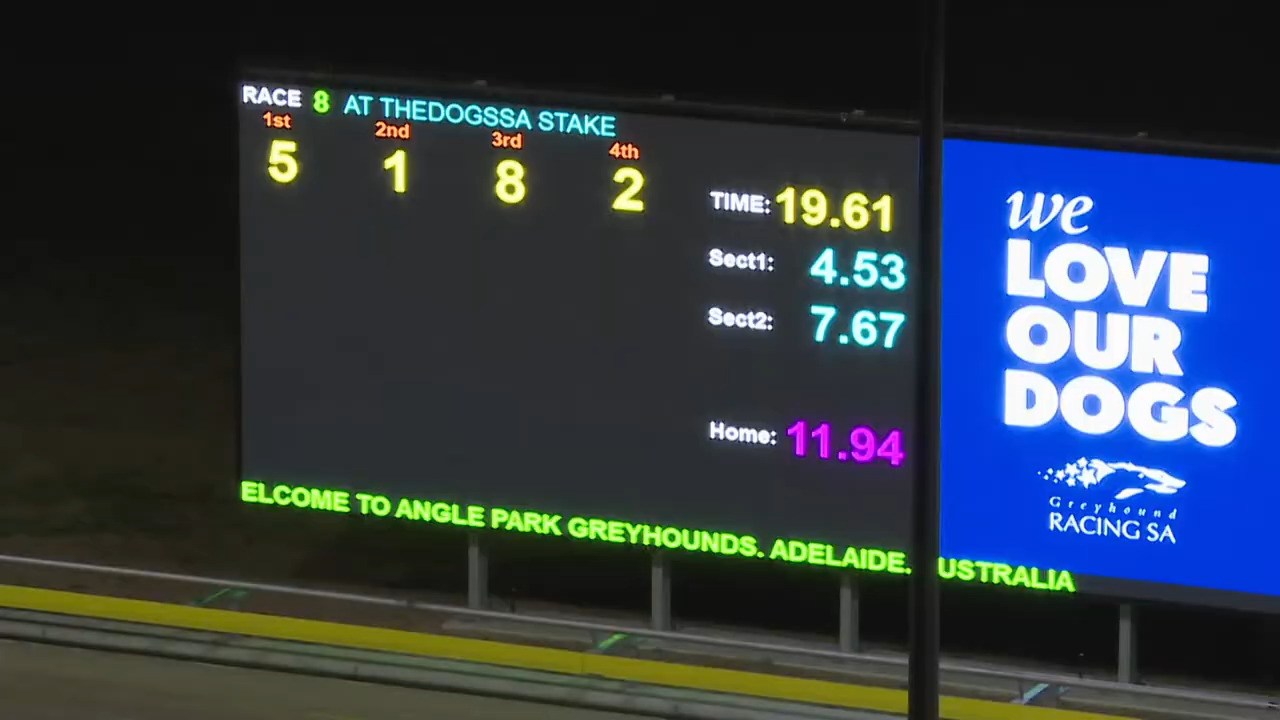 RACE 8 AT THEDOGSSA STAKE
1st 2nd 3rd 4th
5 1 8 2
TIME: 19.61
Sect1: 4.53
Sect2: 7.67
Home: 11.94
ELCOME TO ANGLE PARK GREYHOUNDS. ADELAIDE. USTRALIA
we
LOVE
OUR
DOGS
Greyhound
RACING SA